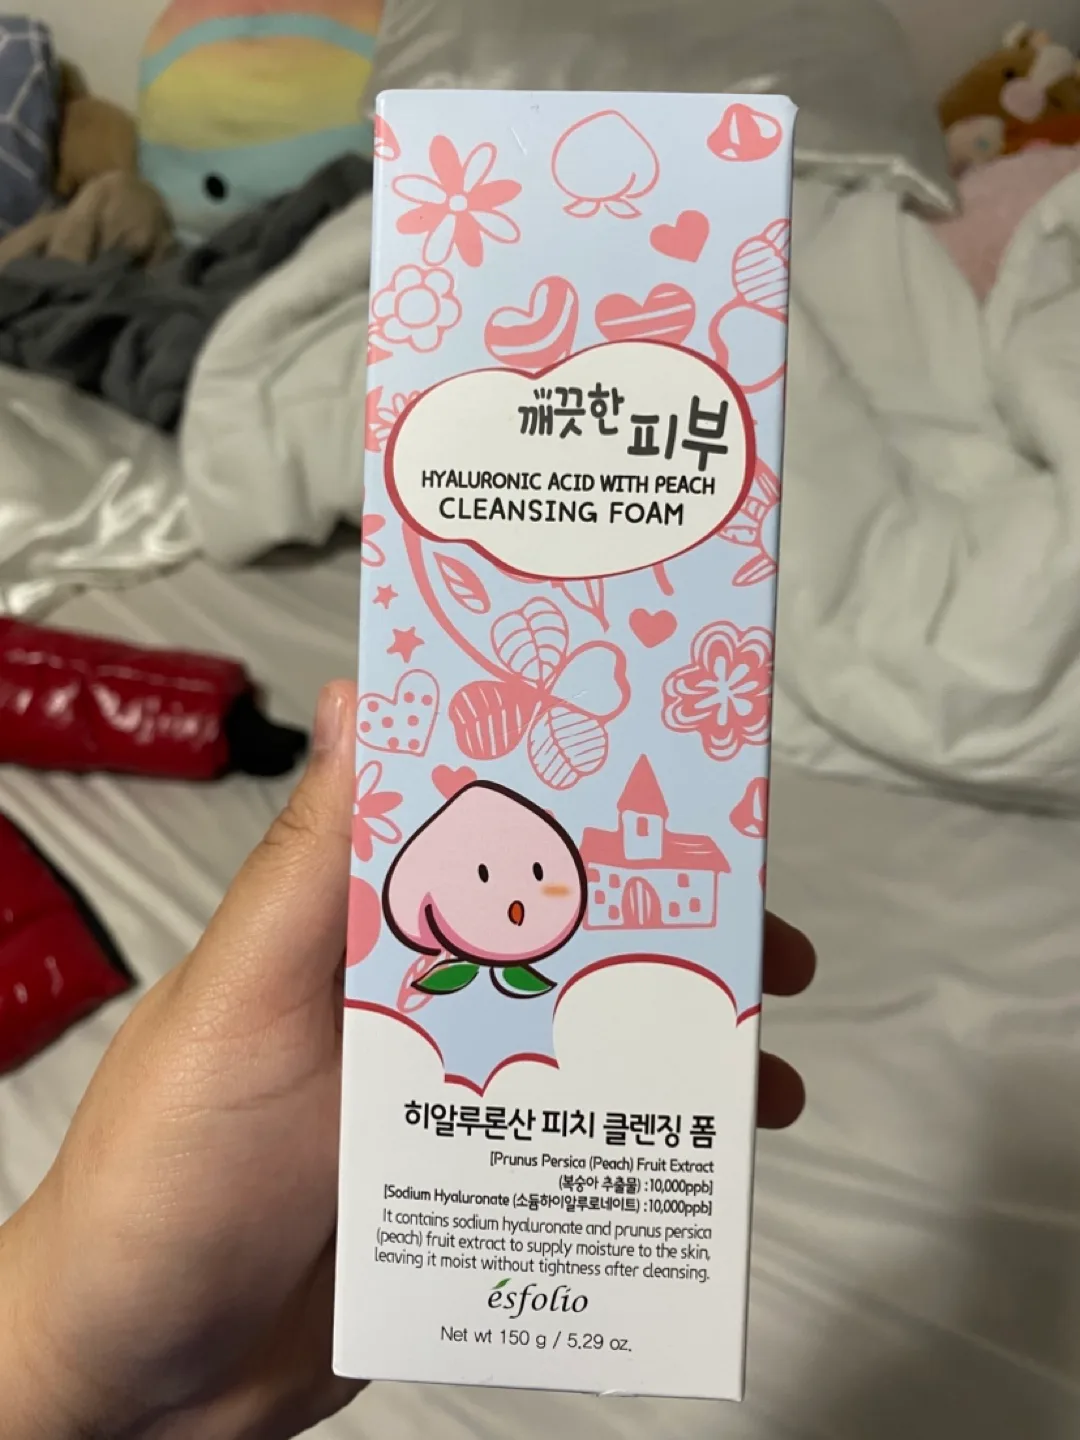 깨끗한 피부
HYALURONIC ACID WITH PEACH
CLEANSING FOAM
히알루론산 피치 클렌징 폼
[Prunus Persica (Peach) Fruit Extract
(복숭아 추출물) :10,000ppb]
[Sodium Hyaluronate (소듐하이알루로네이트) :10,000ppb]
It contains sodium hyaluronate and prunus persica
(peach) fruit extract to supply moisture to the skin,
leaving it moist without tightness after cleansing.
esfolio
Net wt 150 g / 5.29 oz.